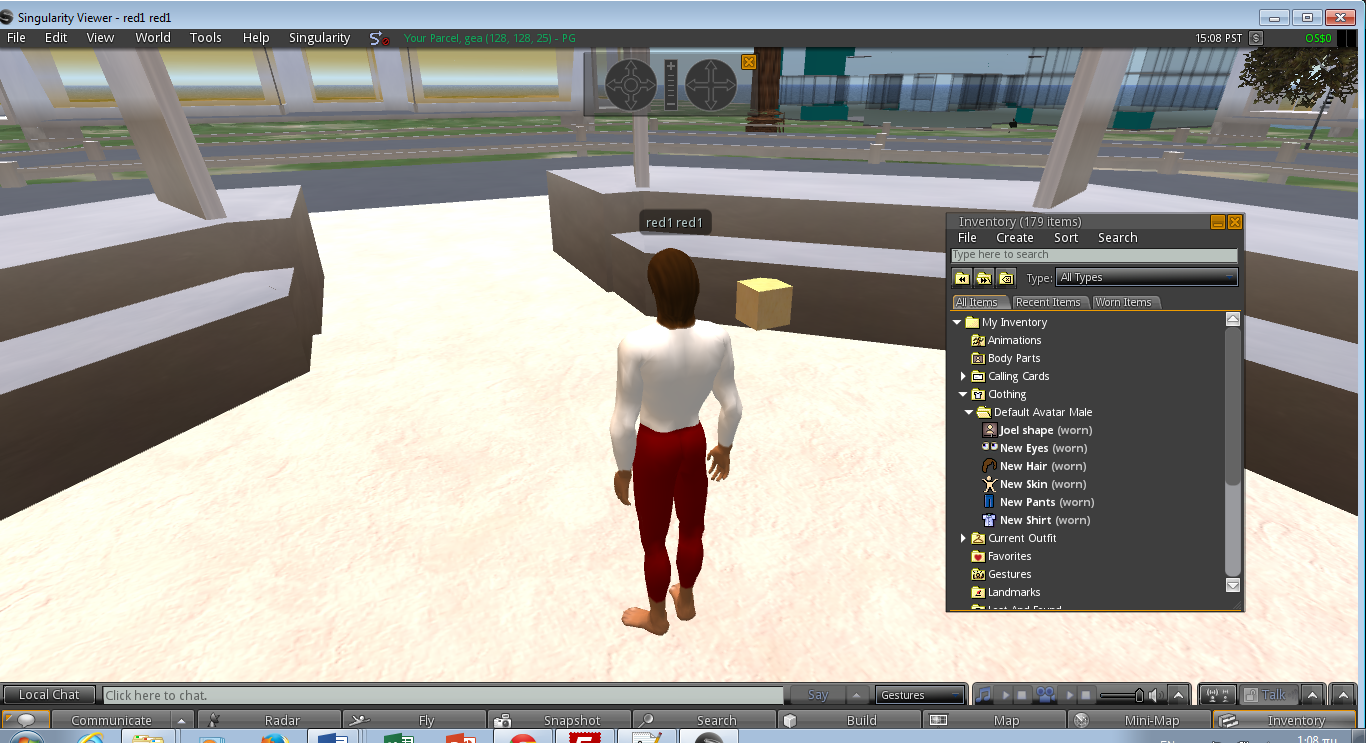 Singularity Viewer - red1 red1
File Edit View World Tools Help Singularity Your Parcel, gea (128, 128, 25) - PG 15:08 PST $ OS$0
red1 red1
Inventory (179 items)
File Create Sort Search
Type here to search
Type: All Types
All Items Recent Items Worn Items
My Inventory
Animations
Body Parts
Calling Cards
Clothing
Default Avatar Male
Joel shape (worn)
New Eyes (worn)
New Hair (worn)
New Skin (worn)
New Pants (worn)
New Shirt (worn)
Current Outfit
Favorites
Gestures
Landmarks
Lost And Found
Local Chat Click here to chat. Say Gestures Talk
Communicate Radar Fly Snapshot Search Build Map Mini-Map Inventory
1:08 πμ